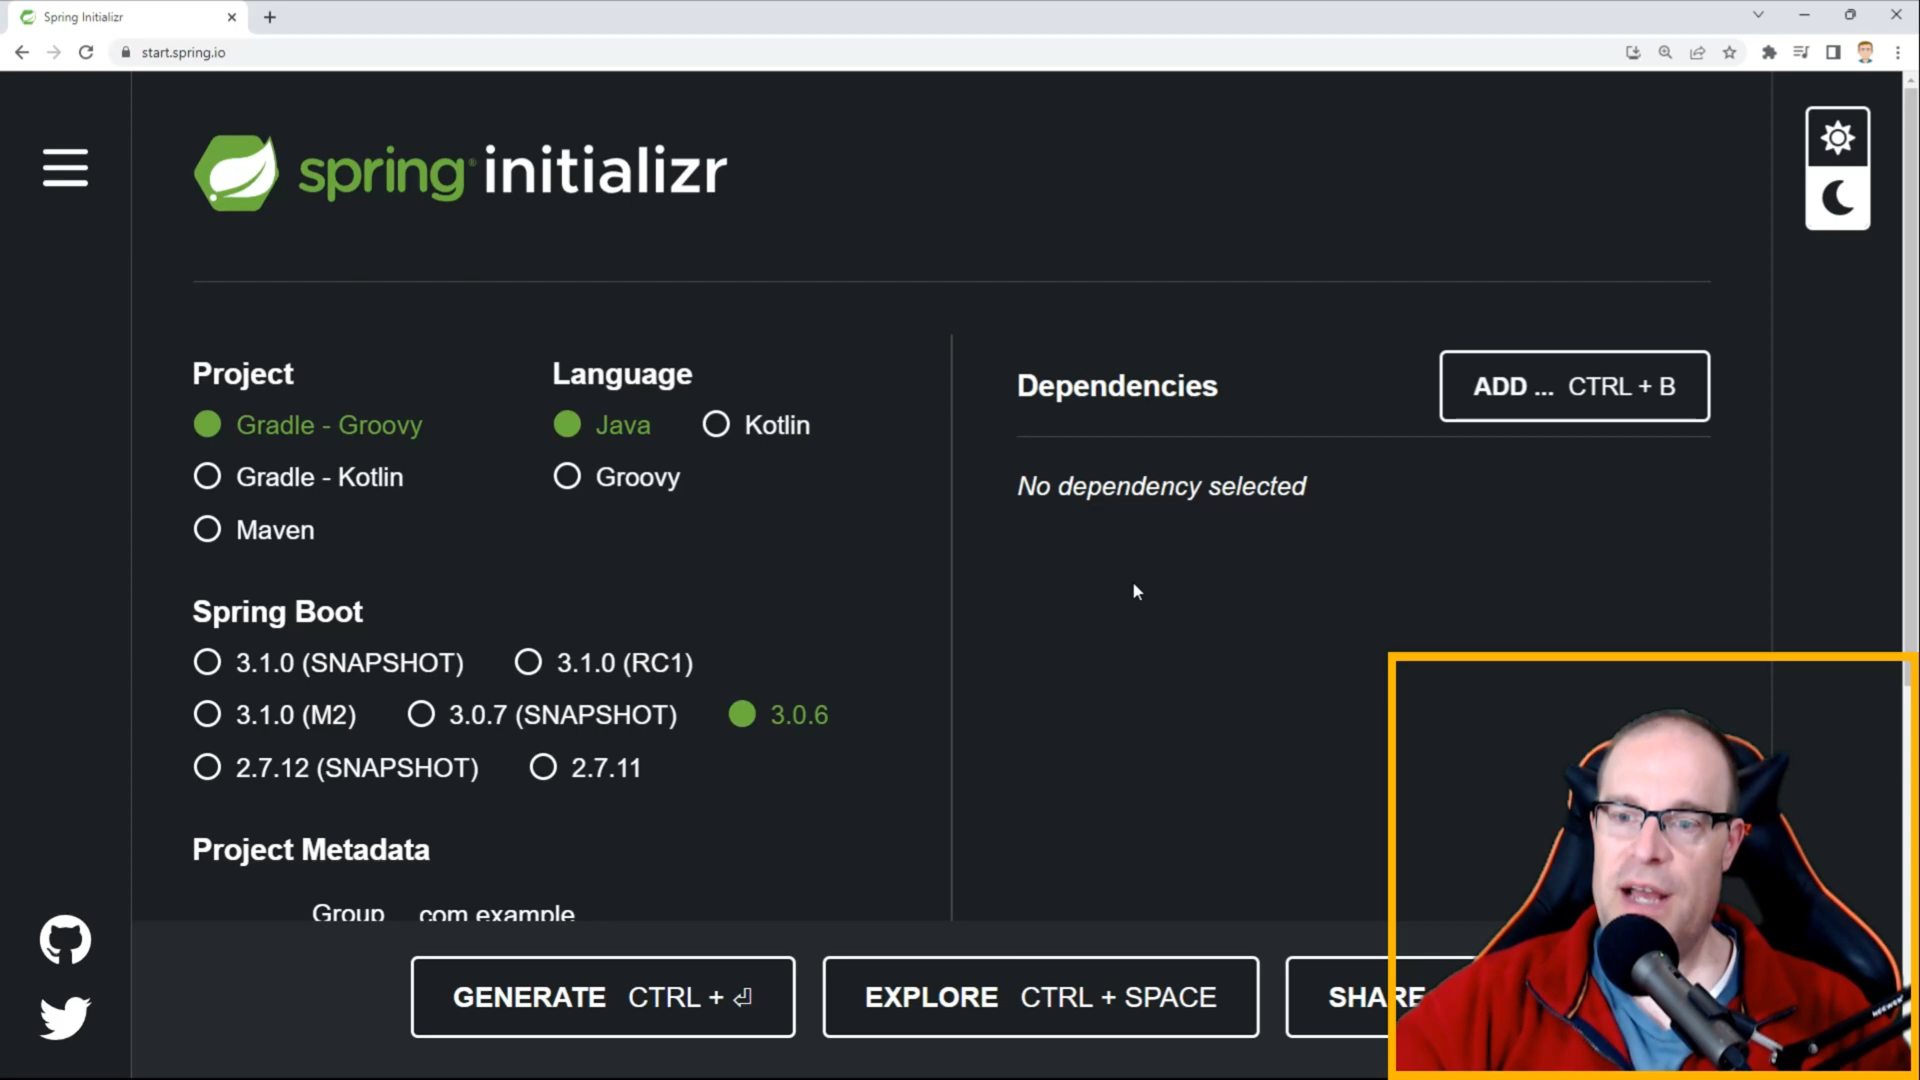 Spring Initializr
start.spring.io
spring initializr
Project
Language
Gradle - Groovy
Java
Kotlin
Gradle - Kotlin
Groovy
Maven
Dependencies
ADD ... CTRL + B
No dependency selected
Spring Boot
3.1.0 (SNAPSHOT)
3.1.0 (RC1)
3.1.0 (M2)
3.0.7 (SNAPSHOT)
3.0.6
2.7.12 (SNAPSHOT)
2.7.11
Project Metadata
Group
com.example
GENERATE CTRL + ⏎
EXPLORE CTRL + SPACE
SHARE
NEEWER